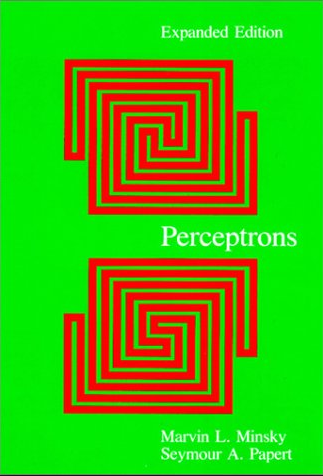 Expanded Edition
Perceptrons
Marvin L. Minsky
Seymour A. Papert